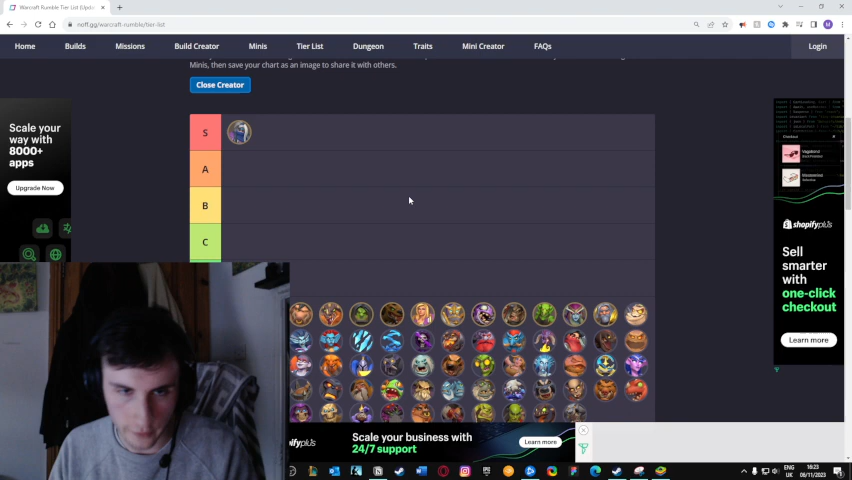 Warcraft Rumble Tier List (Upda
noff.gg/warcraft-rumble/tier-list
Home
Builds
Missions
Build Creator
Minis
Tier List
Dungeon
Traits
Mini Creator
FAQs
Login
Minis, then save your chart as an image to share it with others.
Close Creator
S
A
B
C
Scale your
way with
8000+
apps
Upgrade Now
shopifyplus
Sell
smarter
with
one-click
checkout
Learn more
shopifyplus
Scale your business with
24/7 support
Learn more
ENG
UK
16:23
08/11/2023